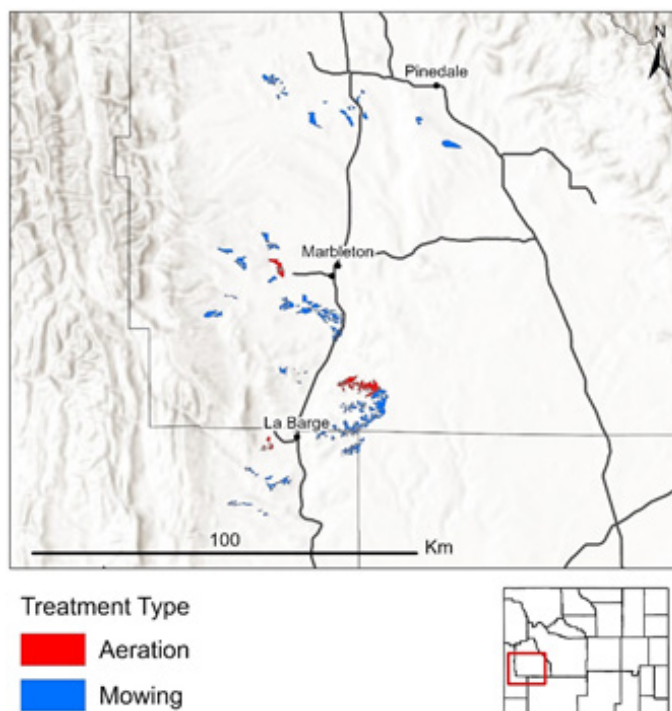 N
Pinedale
Marbleton
La Barge
100 Km
Treatment Type
Aeration
Mowing